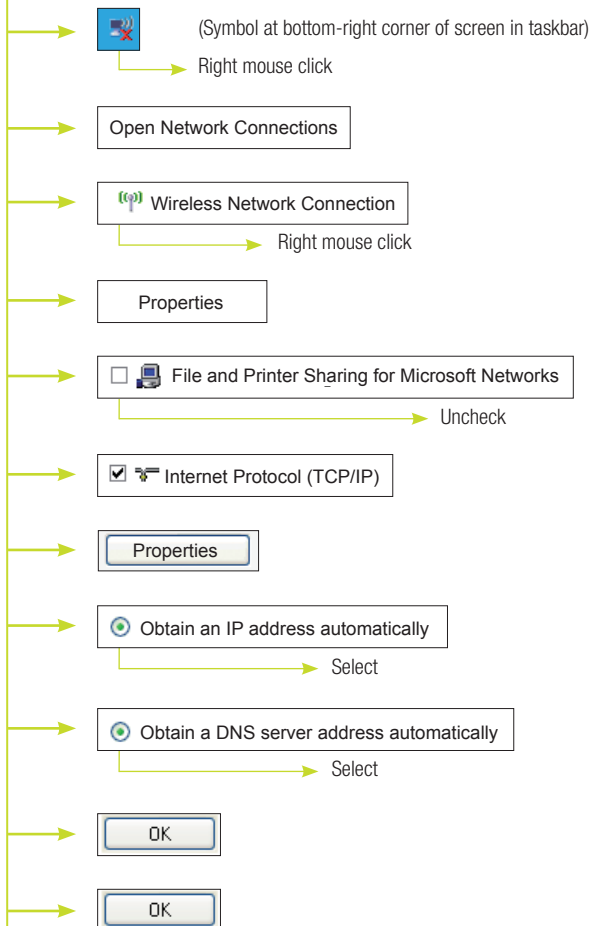 (Symbol at bottom-right corner of screen in taskbar)
Right mouse click
Open Network Connections
Wireless Network Connection
Right mouse click
Properties
File and Printer Sharing for Microsoft Networks
Uncheck
Internet Protocol (TCP/IP)
Properties
Obtain an IP address automatically
Select
Obtain a DNS server address automatically
Select
OK
OK